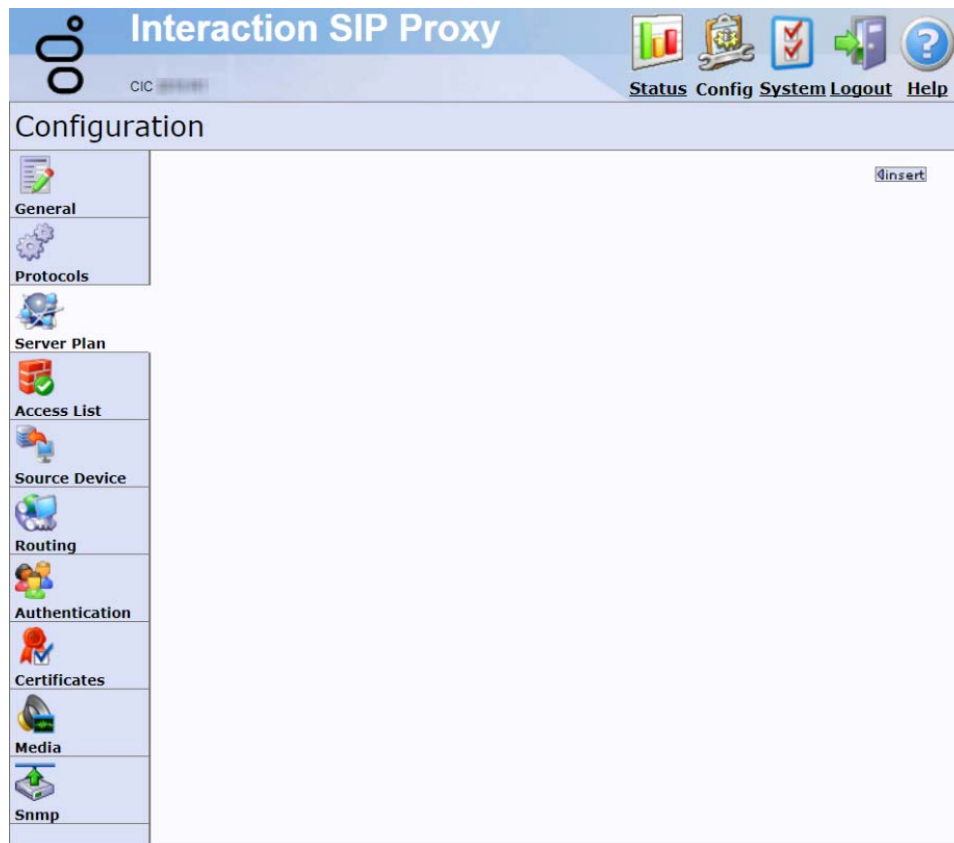 Interaction SIP Proxy
CIC
Status Config System Logout Help
Configuration
insert
General
Protocols
Server Plan
Access List
Source Device
Routing
Authentication
Certificates
Media
Snmp